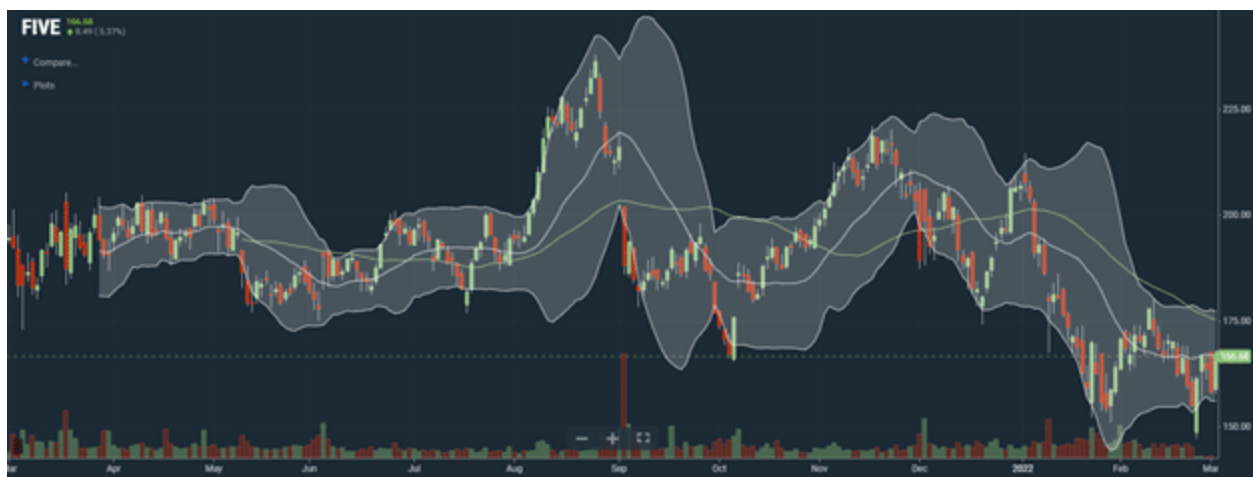 FIVE 166.68
8.49 (5.37%)
Compare...
Plots
225.00
200.00
175.00
166.68
150.00
Apr May Jun Jul Aug Sep Oct Nov Dec 2022 Feb Mar